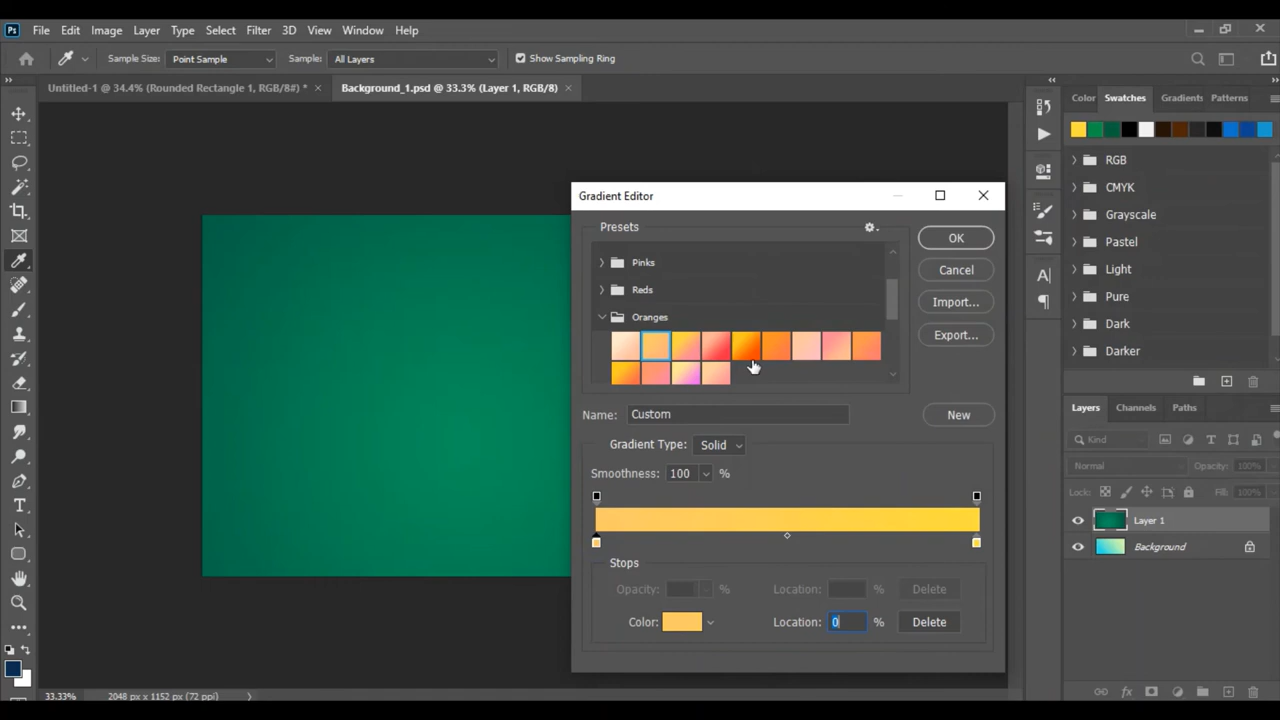 Ps File Edit Image Layer Type Select Filter 3D View Window Help
Sample Size: Point Sample Sample: All Layers Show Sampling Ring
Untitled-1 @ 34.4% (Rounded Rectangle 1, RGB/8#) * × Background_1.psd @ 33.3% (Layer 1, RGB/8) ×
Color Swatches Gradients Patterns
RGB
CMYK
Grayscale
Pastel
Light
Pure
Dark
Darker
Gradient Editor
Presets
OK
Cancel
Import...
Export...
Pinks
Reds
Oranges
Name: Custom New
Gradient Type: Solid
Smoothness: 100 %
Stops
Opacity: % Location: % Delete
Color: Location: 0 % Delete
Layers Channels Paths
Kind
Normal Opacity: 100%
Lock: Fill: 100%
Layer 1
Background
fx
33.33% 2048 px x 1152 px (72 ppi)